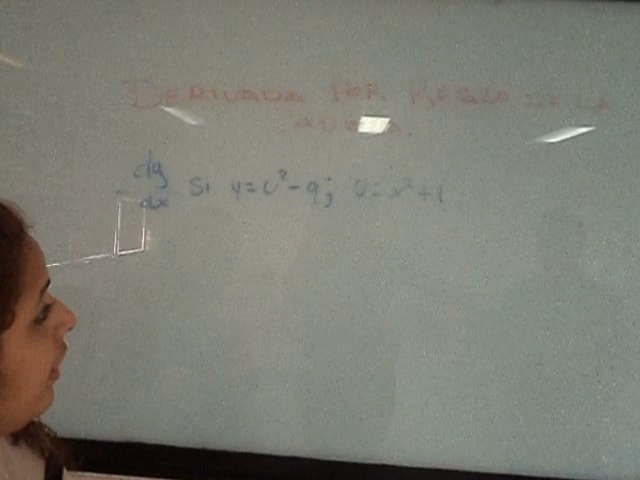 DERIVADA POR REGLA DE LA
CADENA.
dy/dx Si y = u² - 9; u = x² + 1